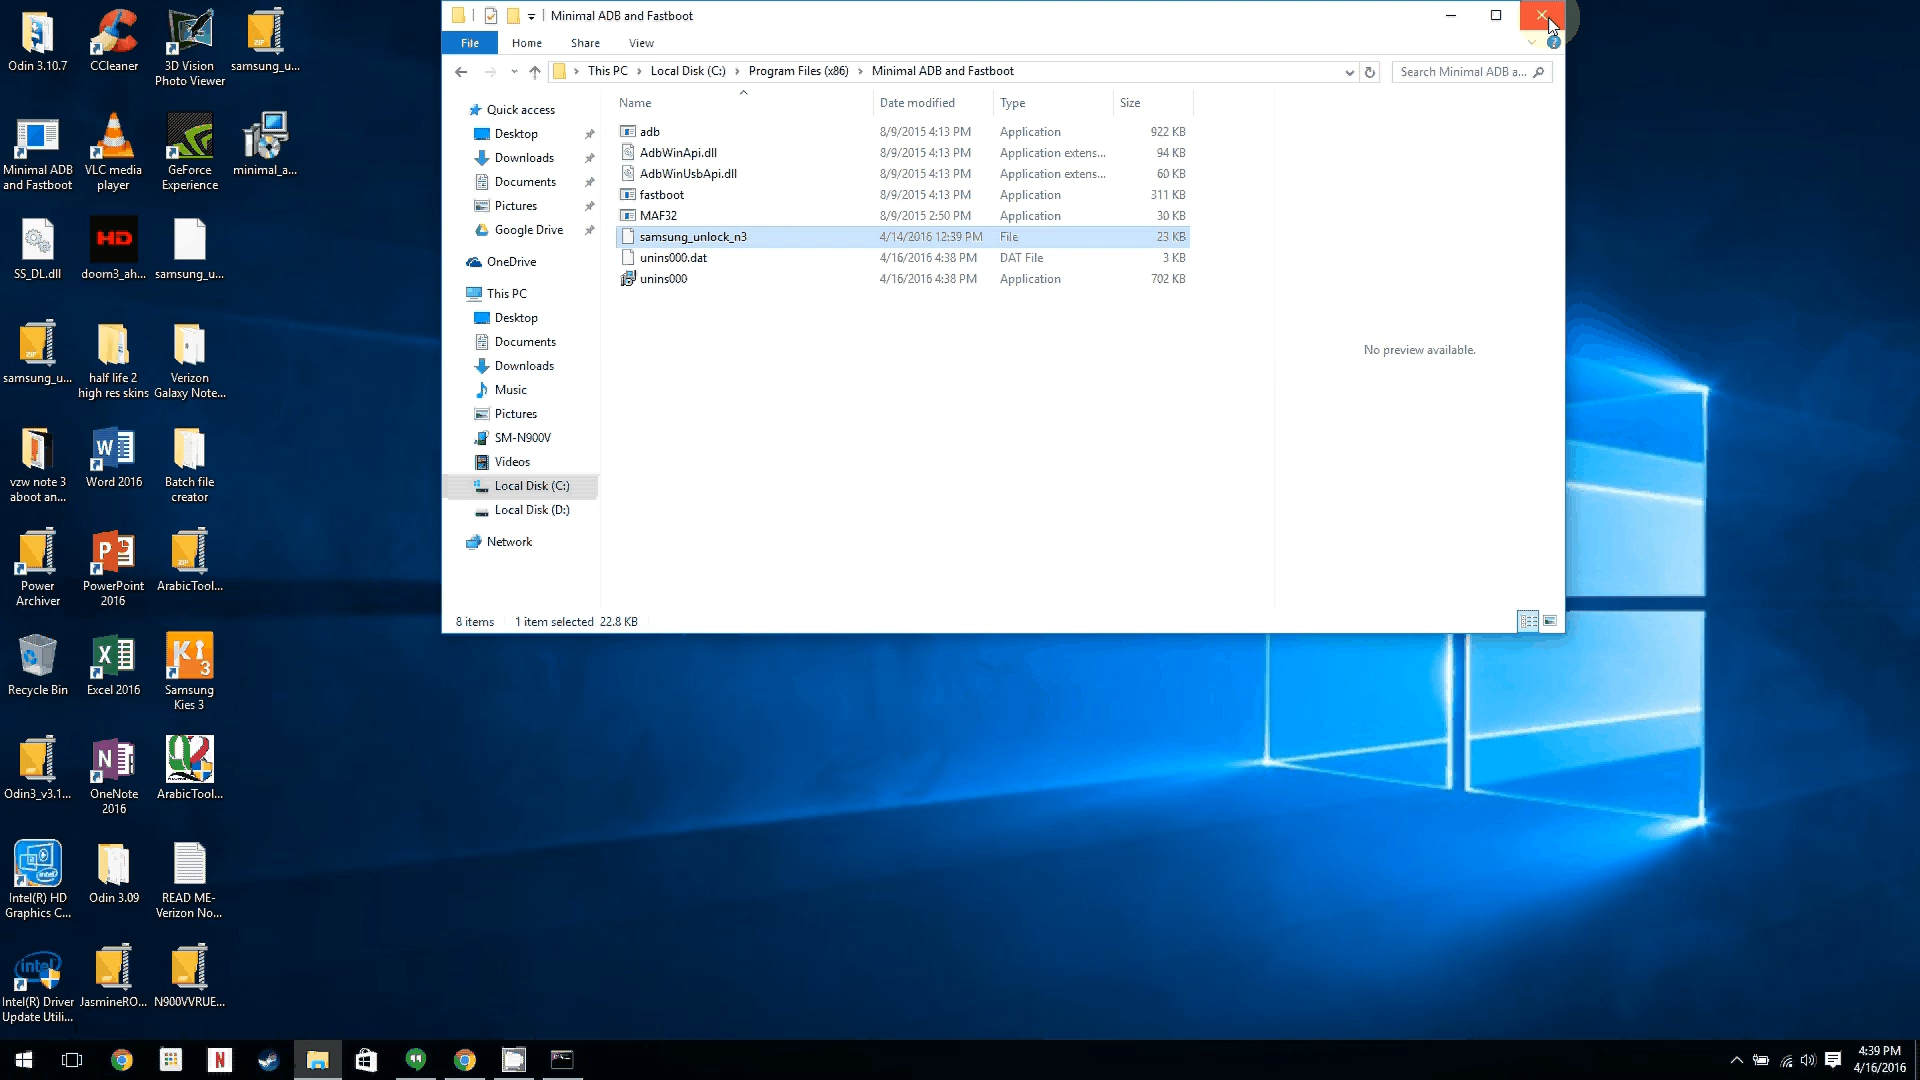 Odin 3.10.7
CCleaner
3D Vision
Photo Viewer
samsung_u...
Minimal ADB
and Fastboot
VLC media
player
GeForce
Experience
minimal_a...
SS_DL.dll
HD
doom3_ah...
samsung_u...
ZIP
samsung_u...
half life 2
high res skins
Verizon
Galaxy Note...
vzw note 3
aboot an...
Word 2016
Batch file
creator
Power
Archiver
PowerPoint
2016
ArabicTool...
Recycle Bin
Excel 2016
Samsung
Kies 3
Odin3_v3.1...
OneNote
2016
ArabicTool...
Intel(R) HD
Graphics C...
Odin 3.09
READ ME-
Verizon No...
Intel(R) Driver
Update Utili...
JasmineRO...
N900VVRUE...
Minimal ADB and Fastboot
File Home Share View
This PC Local Disk (C:) Program Files (x86) Minimal ADB and Fastboot
Search Minimal ADB a...
Quick access
Desktop
Downloads
Documents
Pictures
Google Drive
OneDrive
This PC
Desktop
Documents
Downloads
Music
Pictures
SM-N900V
Videos
Local Disk (C:)
Local Disk (D:)
Network
Name Date modified Type Size
adb 8/9/2015 4:13 PM Application 922 KB
AdbWinApi.dll 8/9/2015 4:13 PM Application extens... 94 KB
AdbWinUsbApi.dll 8/9/2015 4:13 PM Application extens... 60 KB
fastboot 8/9/2015 4:13 PM Application 311 KB
MAF32 8/9/2015 2:50 PM Application 30 KB
samsung_unlock_n3 4/14/2016 12:39 PM File 23 KB
unins000.dat 4/16/2016 4:38 PM DAT File 3 KB
unins000 4/16/2016 4:38 PM Application 702 KB
No preview available.
8 items 1 item selected 22.8 KB
4:39 PM
4/16/2016